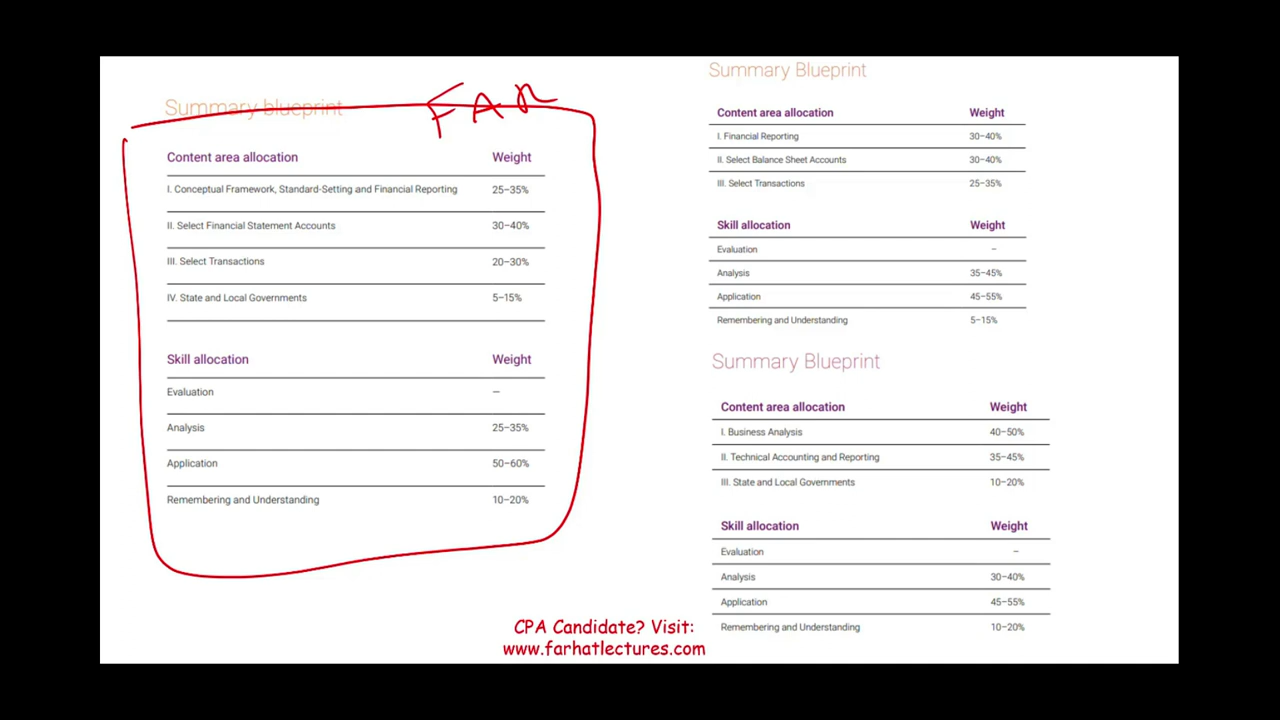 FAR
Summary blueprint
Content area allocation Weight
I. Conceptual Framework, Standard-Setting and Financial Reporting 25–35%
II. Select Financial Statement Accounts 30–40%
III. Select Transactions 20–30%
IV. State and Local Governments 5–15%
Skill allocation Weight
Evaluation –
Analysis 25–35%
Application 50–60%
Remembering and Understanding 10–20%
Summary Blueprint
Content area allocation Weight
I. Financial Reporting 30–40%
II. Select Balance Sheet Accounts 30–40%
III. Select Transactions 25–35%
Skill allocation Weight
Evaluation –
Analysis 35–45%
Application 45–55%
Remembering and Understanding 5–15%
Summary Blueprint
Content area allocation Weight
I. Business Analysis 40–50%
II. Technical Accounting and Reporting 35–45%
III. State and Local Governments 10–20%
Skill allocation Weight
Evaluation –
Analysis 30–40%
Application 45–55%
Remembering and Understanding 10–20%
CPA Candidate? Visit:
www.farhatlectures.com